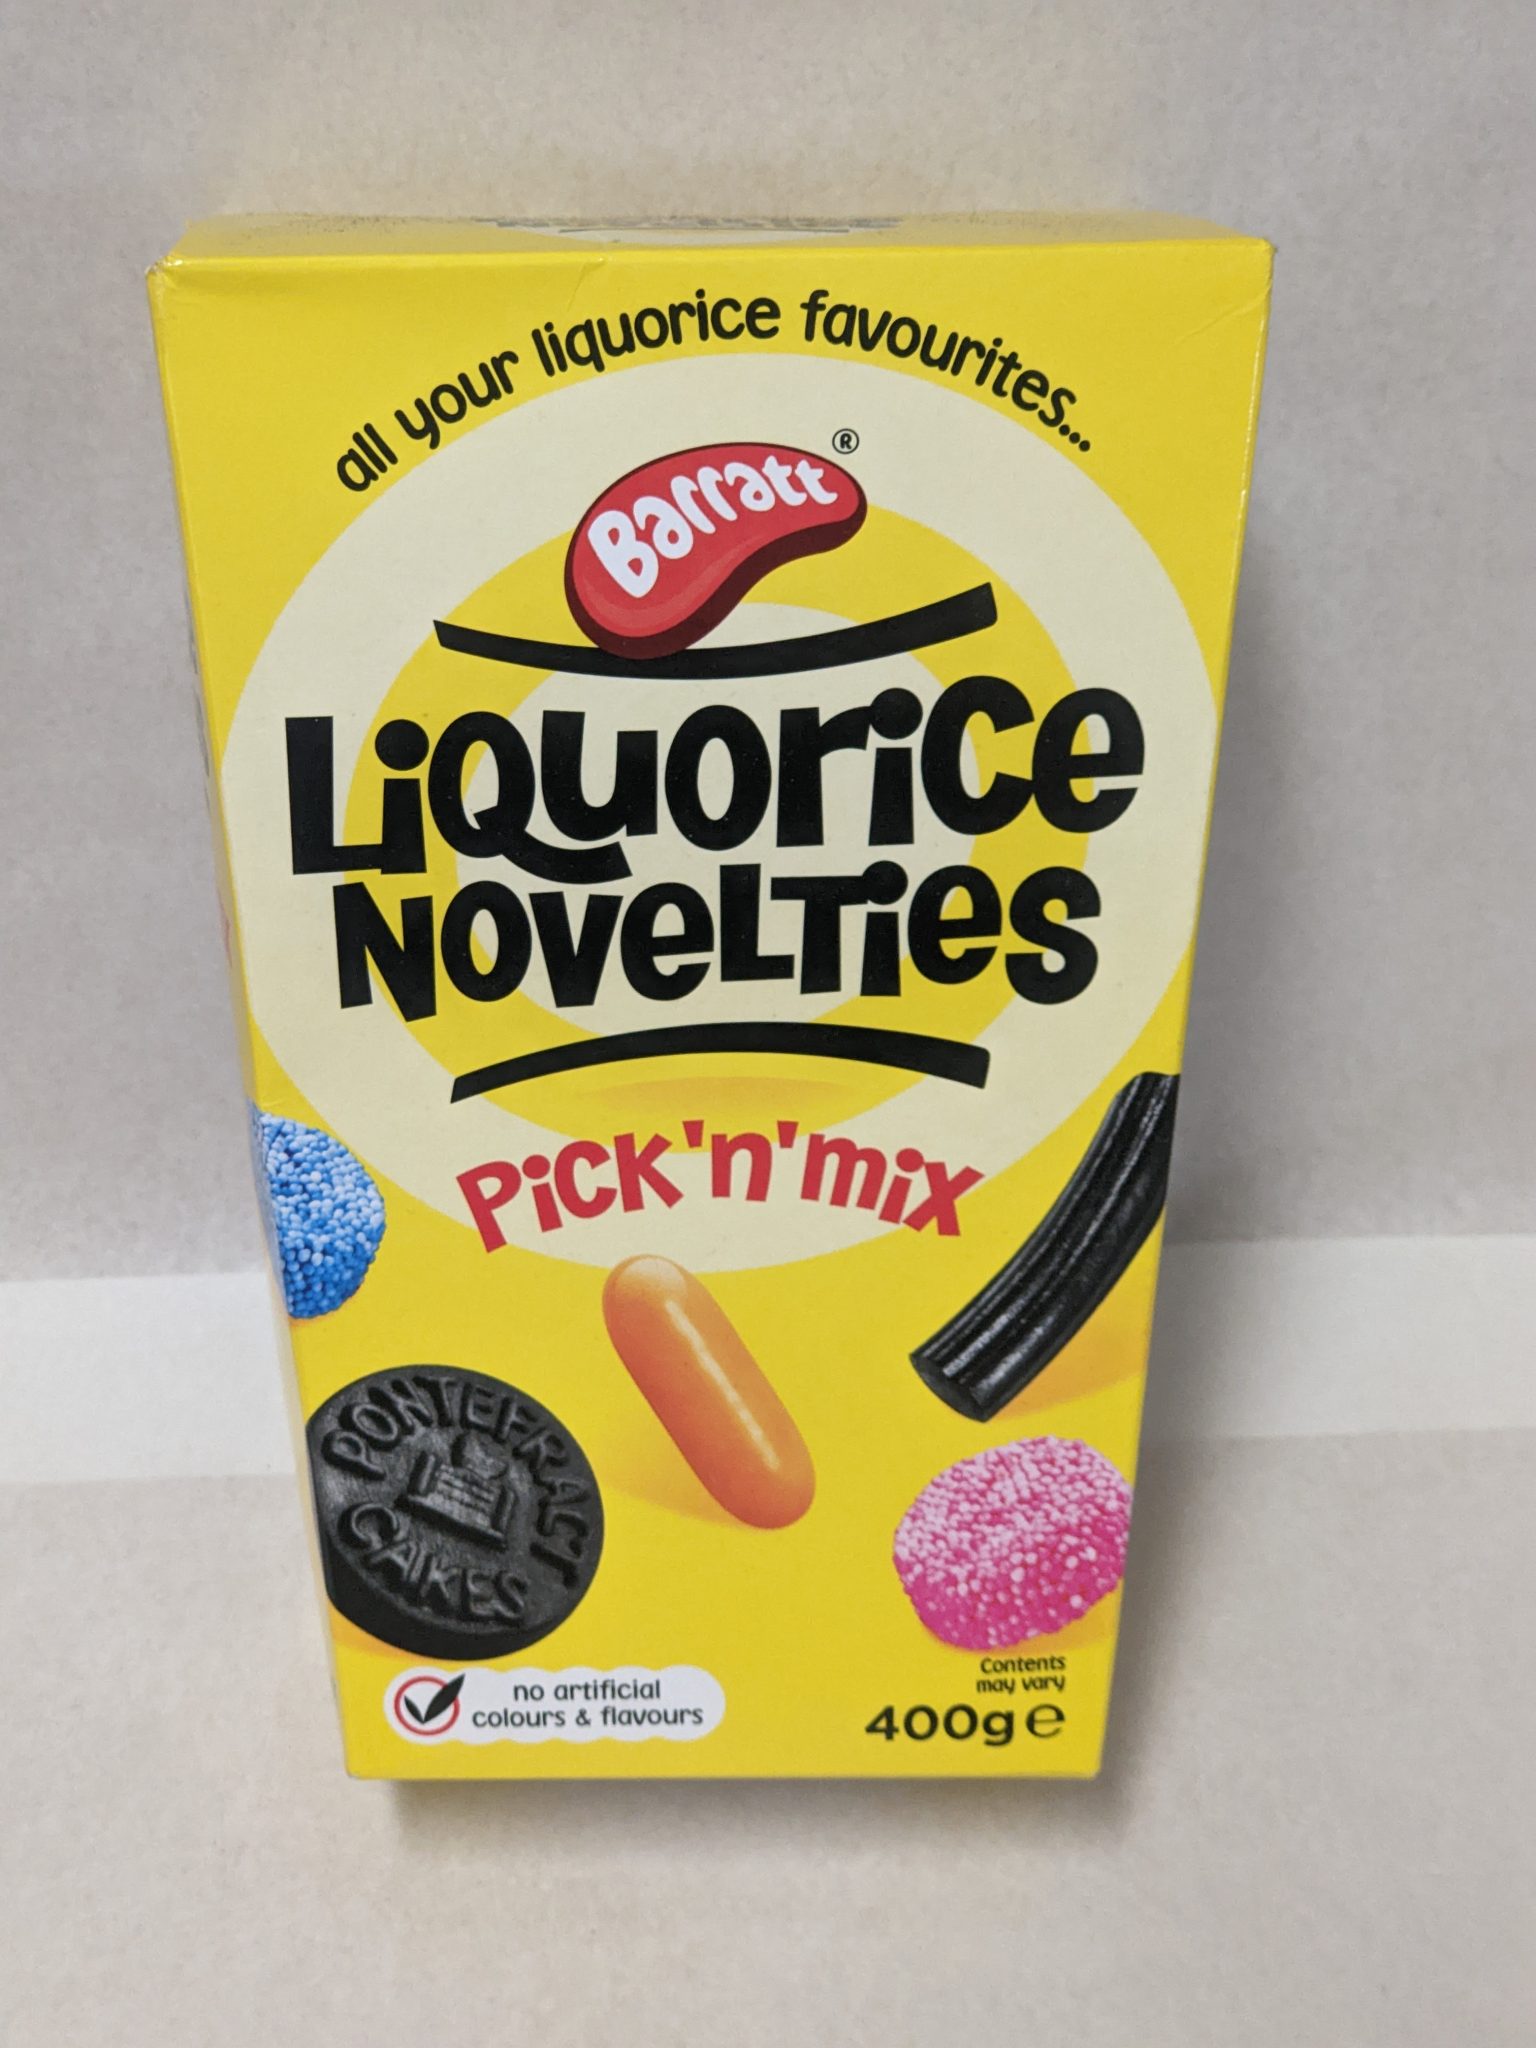 all your liquorice favourites...
Barratt®
Liquorice
Novelties
Pick'n'mix
PONTEFRACT
CAKES
no artificial
colours & flavours
Contents
may vary
400g e